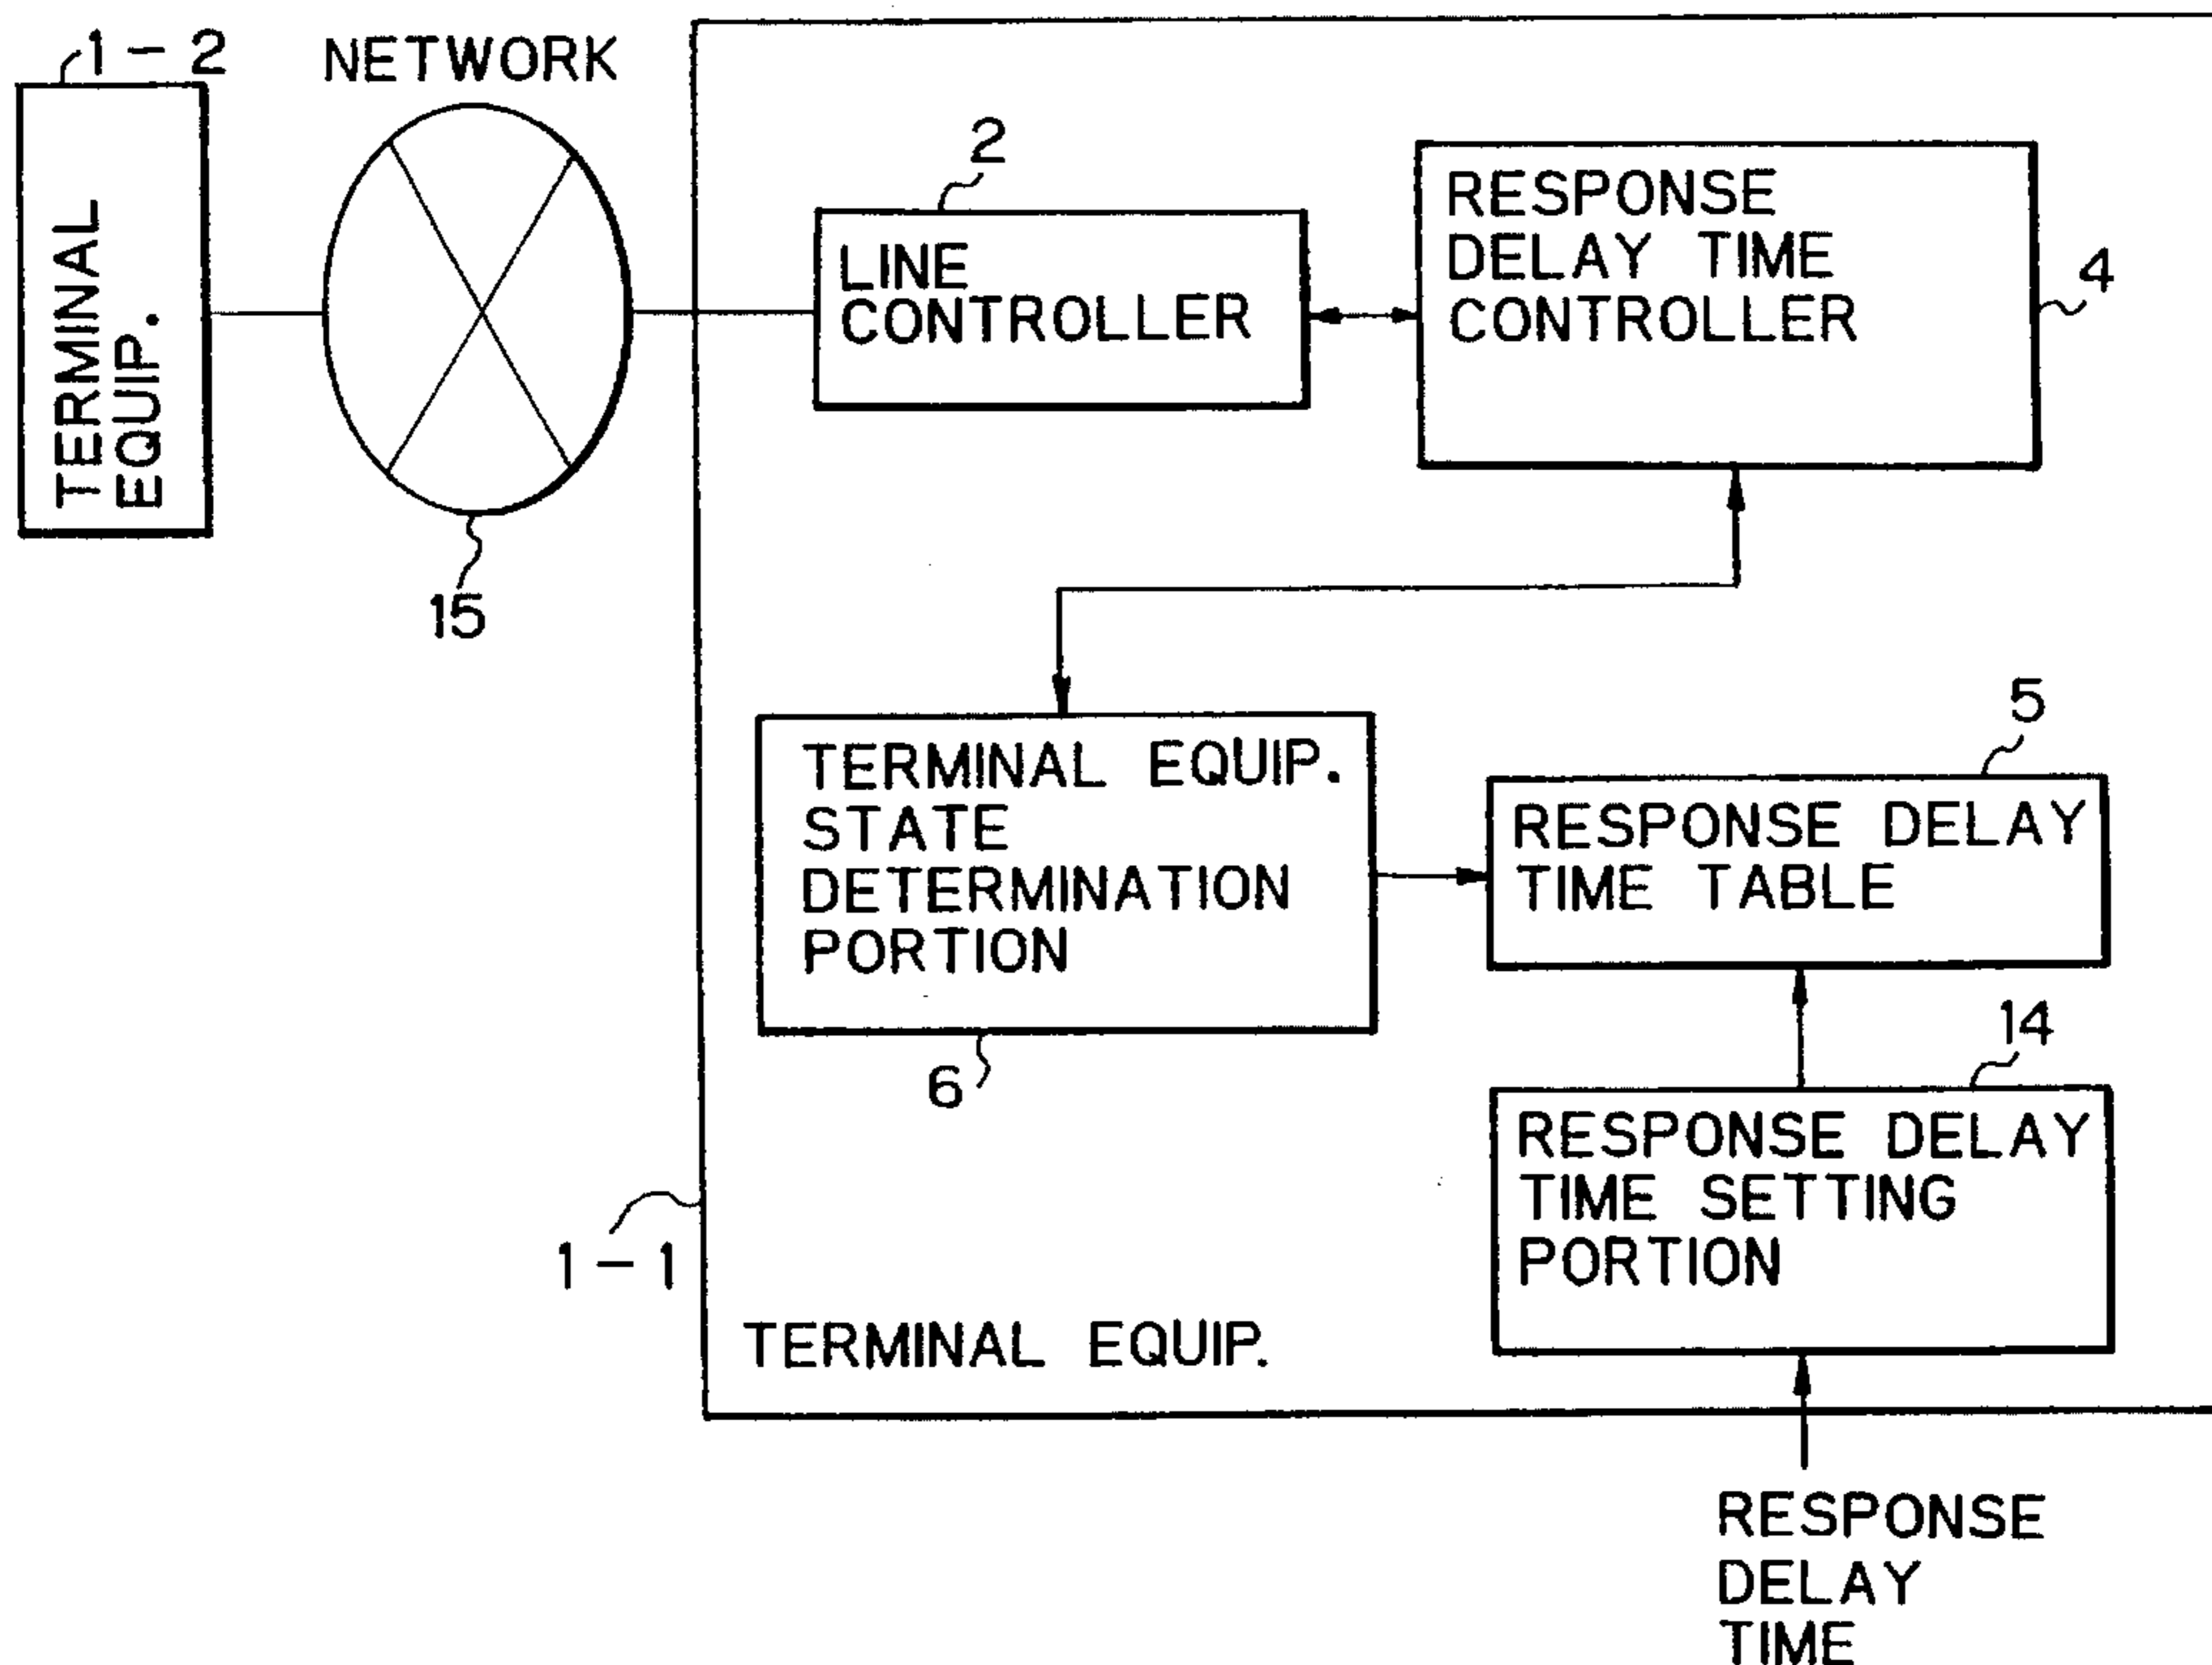 1-2
NETWORK
TERMINAL
EQUIP.
15
2
LINE
CONTROLLER
RESPONSE
DELAY TIME
CONTROLLER
4
TERMINAL EQUIP.
STATE
DETERMINATION
PORTION
6
5
RESPONSE DELAY
TIME TABLE
14
RESPONSE DELAY
TIME SETTING
PORTION
1-1
TERMINAL EQUIP.
RESPONSE
DELAY
TIME